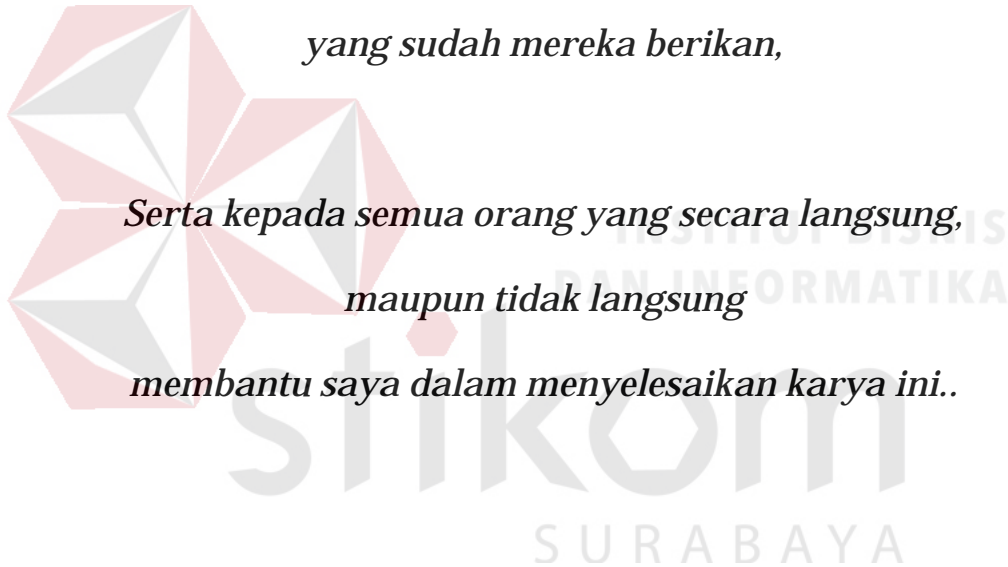 yang sudah mereka berikan,
Serta kepada semua orang yang secara langsung,
INSTITUT BISNIS
maupun tidak langsung
DAN INFORMATIKA
membantu saya dalam menyelesaikan karya ini..
stikom
SURABAYA